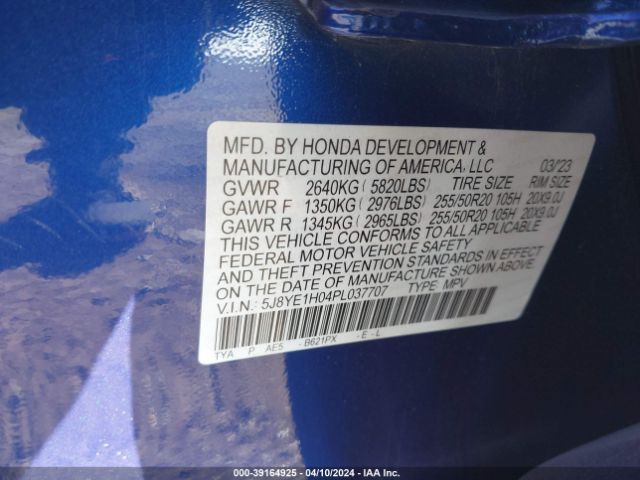 MFD. BY HONDA DEVELOPMENT &
MANUFACTURING OF AMERICA, LLC 03/23
GVWR 2640KG ( 5820LBS) TIRE SIZE RIM SIZE
GAWR F 1350KG ( 2976LBS) 255/50R20 105H 20X9.0J
GAWR R 1345KG ( 2965LBS) 255/50R20 105H 20X9.0J
THIS VEHICLE CONFORMS TO ALL APPLICABLE
FEDERAL MOTOR VEHICLE SAFETY
AND THEFT PREVENTION STANDARDS IN EFFECT
ON THE DATE OF MANUFACTURE SHOWN ABOVE.
V.I.N.: 5J8YE1H04PL037707 TYPE: MPV
TYA P AE5 - B621PX - E - L
000-39164925 - 04/10/2024 - IAA Inc.